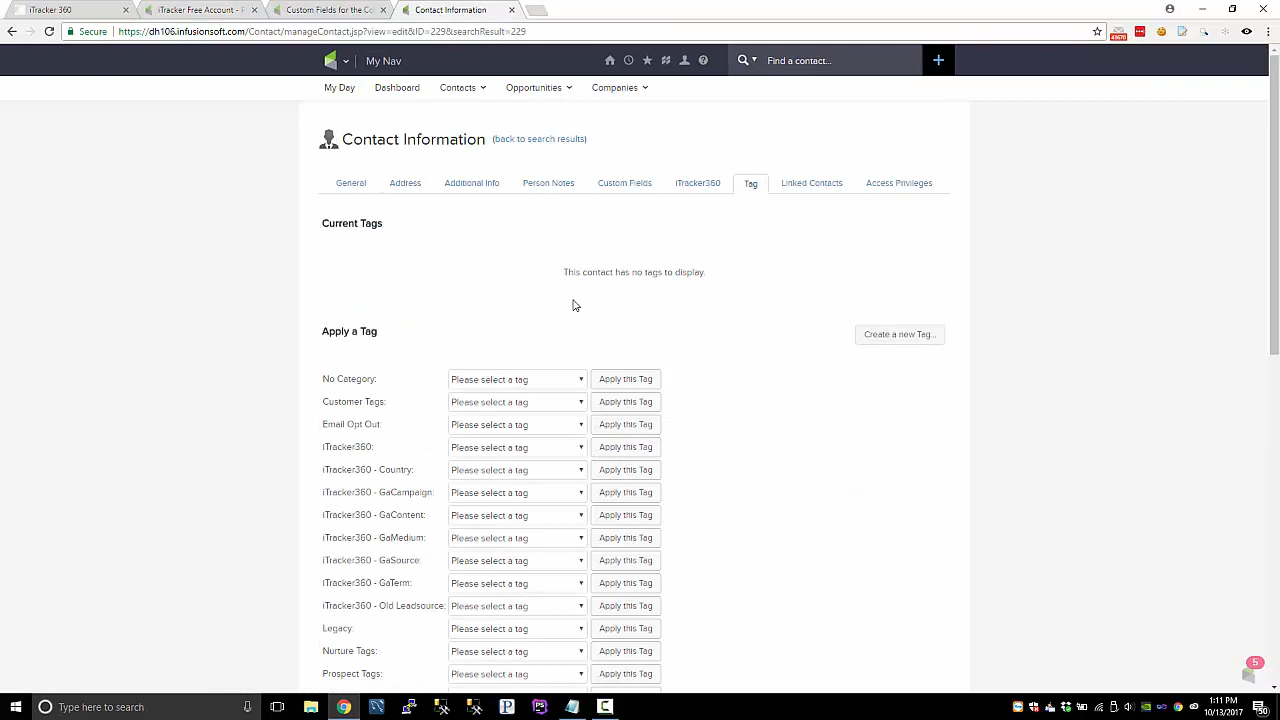 iTracker 360
iTracker Free Account - P
Custom Fields for the Co
Contact Information
Secure
https://dh106.infusionsoft.com/Contact/manageContact.jsp?view=edit&ID=24&searchResult=229
43670
My Nav
Find a contact...
My Day
Dashboard
Contacts
Opportunities
Companies
Contact Information
(back to search results)
General
Address
Additional Info
Person Notes
Custom Fields
iTracker360
Tag
Linked Contacts
Access Privileges
Current Tags
This contact has no tags to display.
Apply a Tag
Create a new Tag...
No Category: Please select a tag Apply this Tag
Customer Tags: Please select a tag Apply this Tag
Email Opt Out: Please select a tag Apply this Tag
iTracker360: Please select a tag Apply this Tag
iTracker360 - Country: Please select a tag Apply this Tag
iTracker360 - GaCampaign: Please select a tag Apply this Tag
iTracker360 - GaContent: Please select a tag Apply this Tag
iTracker360 - GaMedium: Please select a tag Apply this Tag
iTracker360 - GaSource: Please select a tag Apply this Tag
iTracker360 - GaTerm: Please select a tag Apply this Tag
iTracker360 - Old Leadsource: Please select a tag Apply this Tag
Legacy: Please select a tag Apply this Tag
Nurture Tags: Please select a tag Apply this Tag
Prospect Tags: Please select a tag Apply this Tag
5
Type here to search
1:11 PM
10/13/2017
50